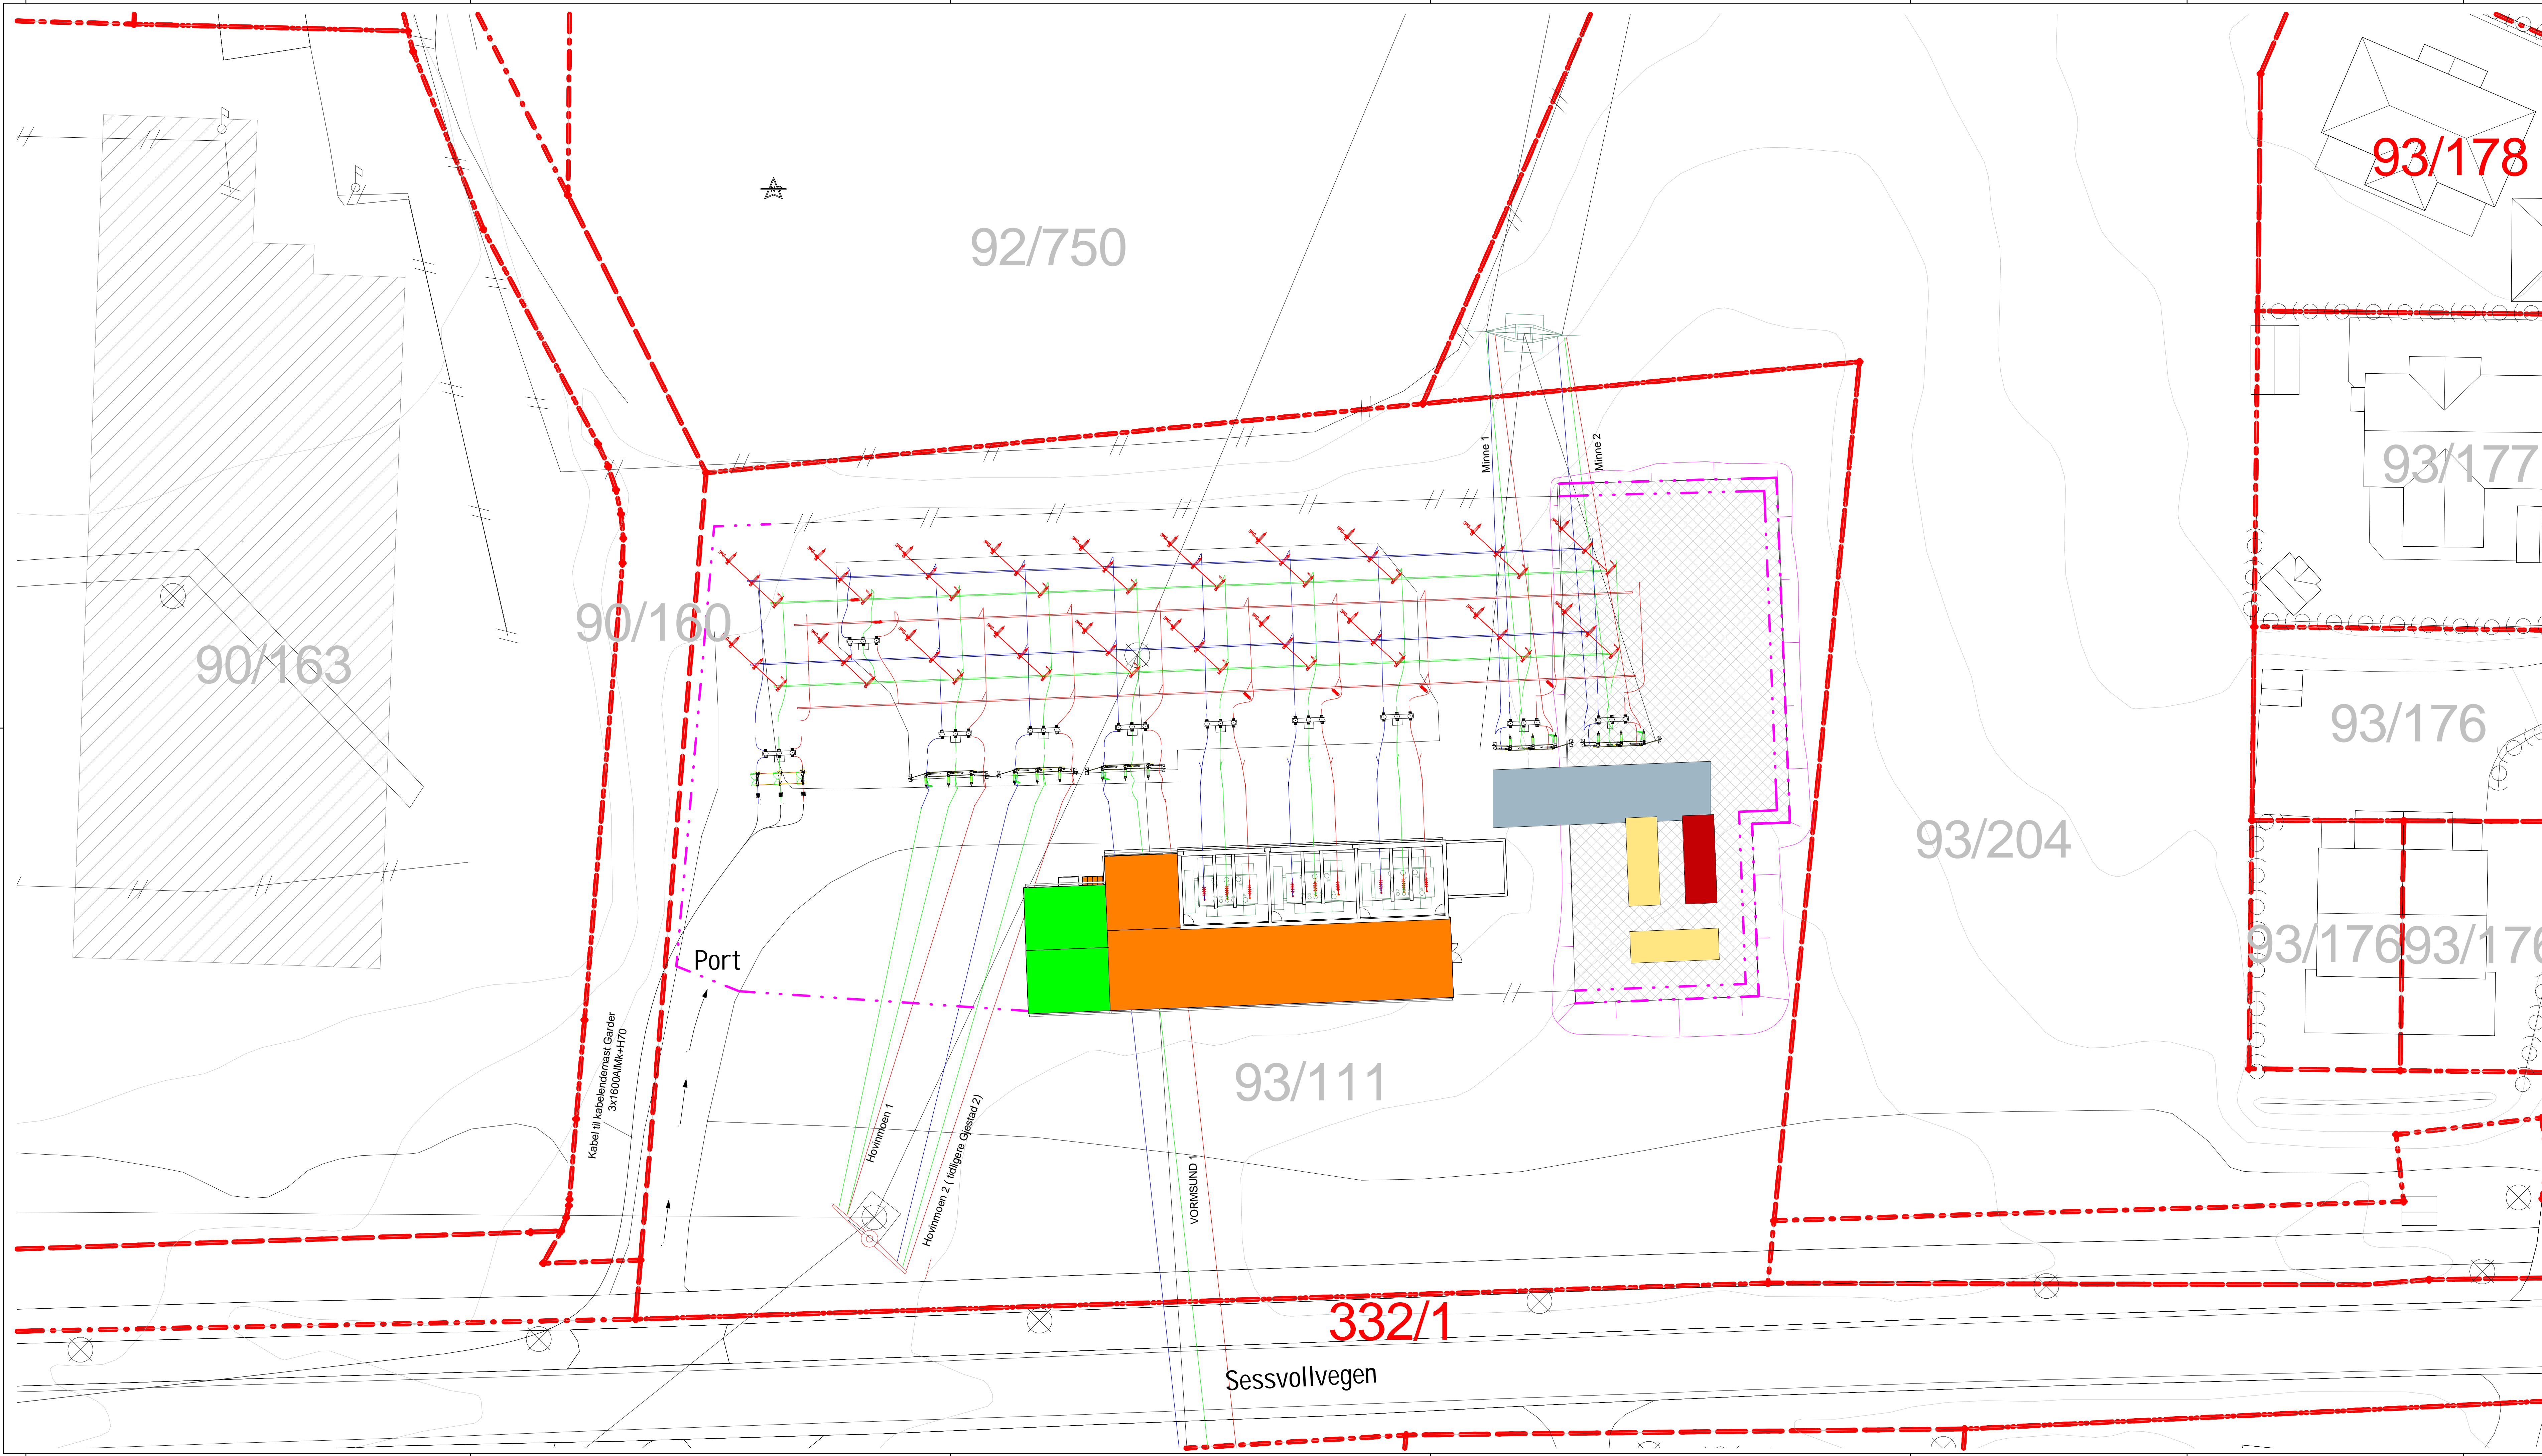 93/178
92/750
Minne 1
Minne 2
93/177
90/160
90/163
93/176
93/204
93/176
93/176
Port
Kabel til kabelendemast Garder
3x1600AlMk+H70
93/111
Hovinmoen 1
Hovinmoen 2 ( tidligere Gjestad 2)
VORMSUND 1
332/1
Sessvollvegen